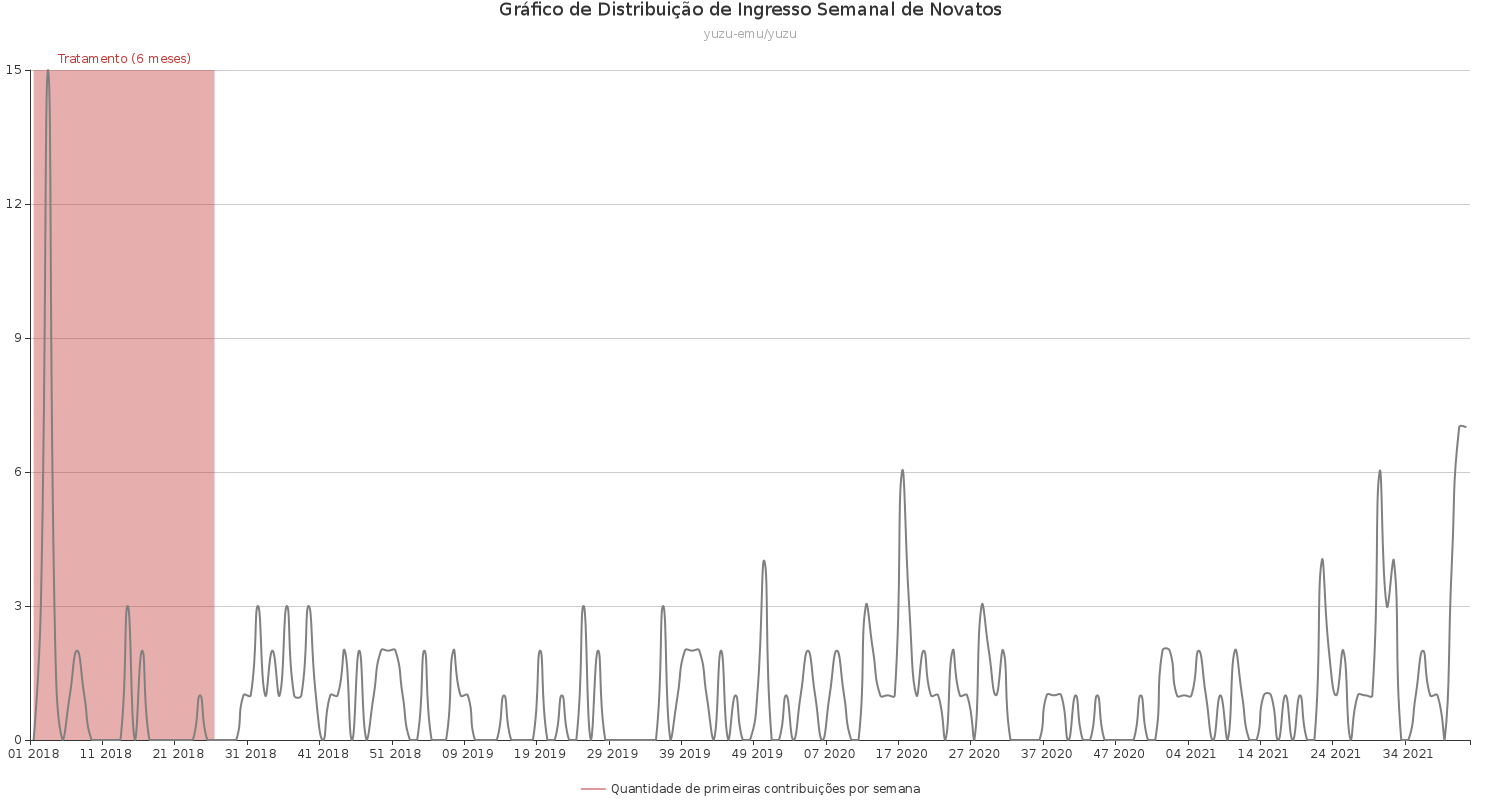 Gráfico de Distribuição de Ingresso Semanal de Novatos
yuzu-emu/yuzu
Tratamento (6 meses)
15
12
9
6
3
0
01 2018 11 2018 21 2018 31 2018 41 2018 51 2018 09 2019 19 2019 29 2019 39 2019 49 2019 07 2020 17 2020 27 2020 37 2020 47 2020 04 2021 14 2021 24 2021 34 2021
Quantidade de primeiras contribuições por semana